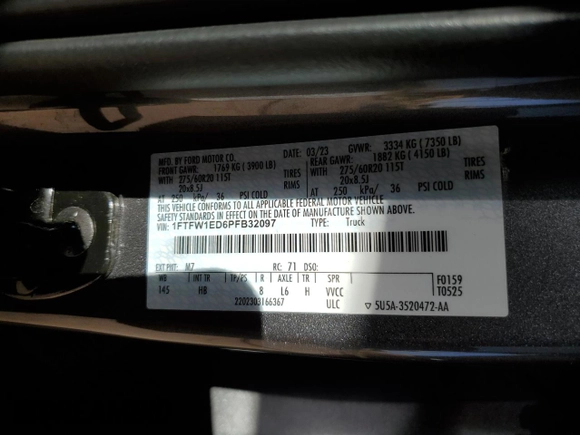 MFG. BY FORD MOTOR CO. DATE: 03/23 GVWR: 3334 KG ( 7350 LB)
FRONT GAWR: 1769 KG ( 3900 LB) REAR GAWR: 1882 KG ( 4150 LB)
WITH 275/60R20 115T TIRES WITH 275/60R20 115T TIRES
20x8.5J RIMS 20x8.5J RIMS
AT 250 kPa/ 36 PSI COLD AT 250 kPa/ 36 PSI COLD
THIS VEHICLE CONFORMS TO ALL APPLICABLE FEDERAL MOTOR VEHICLE
SAFETY STANDARDS IN EFFECT ON THE DATE OF MANUFACTURE SHOWN ABOVE.
VIN: 1FTFW1ED6PFB32097 TYPE: Truck
EXT PNT: M7 RC: 71 DSO:
WB INT TR TP/PS R AXLE TR SPR
145 HB 8 L6 H VVCC
F0159
T0525
2202303166367 ULC 5U5A-3520472-AA